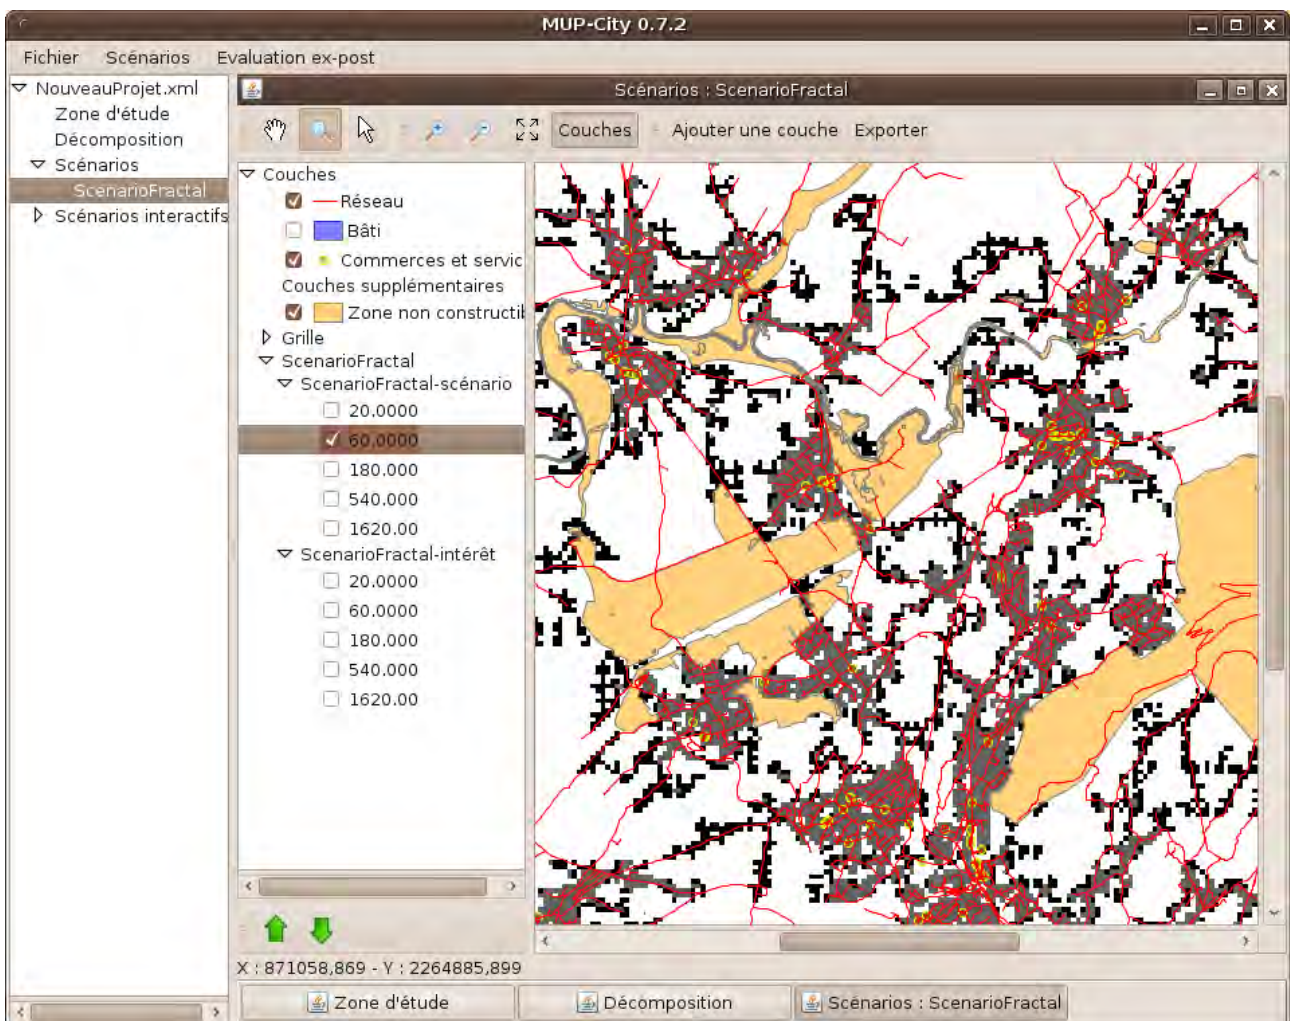 MUP-City 0.7.2
Fichier Scénarios Evaluation ex-post
NouveauProjet.xml
Zone d'étude
Décomposition
Scénarios
ScenarioFractal
Scénarios interactifs
Scénarios : ScenarioFractal
Couches Ajouter une couche Exporter
Couches
Réseau
Bâti
Commerces et servic
Couches supplémentaires
Zone non constructi
Grille
ScenarioFractal
ScenarioFractal-scénario
20.0000
60.0000
180.000
540.000
1620.00
ScenarioFractal-intérêt
20.0000
60.0000
180.000
540.000
1620.00
X : 871058,869 - Y : 2264885,899
Zone d'étude Décomposition Scénarios : ScenarioFractal